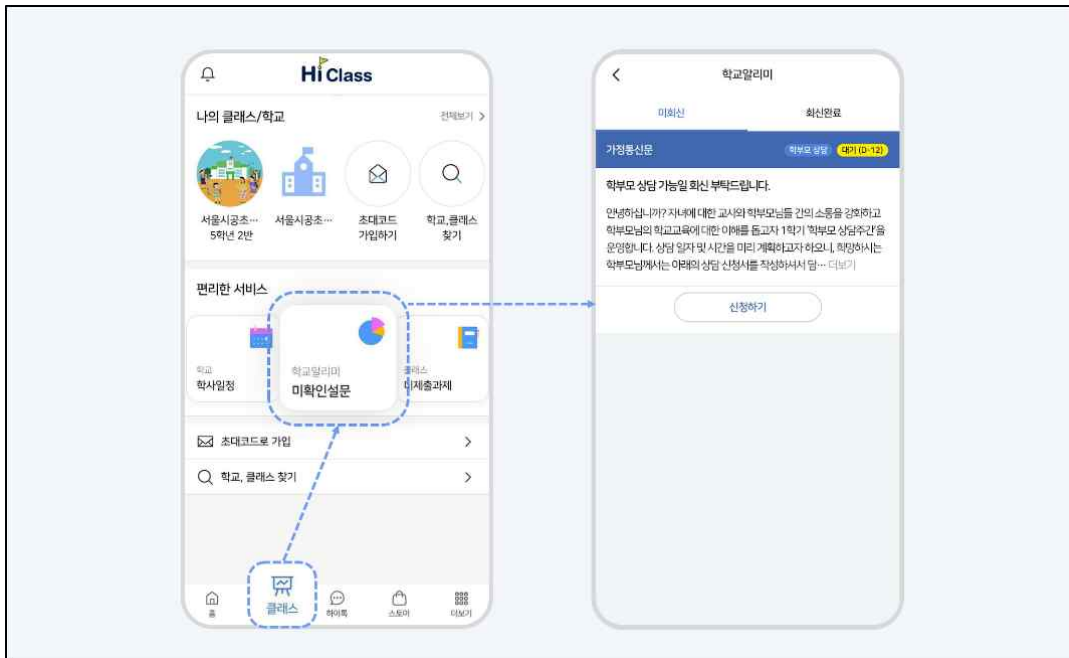 Hi Class
나의 클래스/학교
전체보기 >
서울시공초…
5학년 2반
서울시공초…
초대코드
가입하기
학교,클래스
찾기
편리한 서비스
학교
학사일정
학교알리미
미확인설문
클래스
미제출과제
초대코드로 가입
학교, 클래스 찾기
홈
클래스
하이톡
스토어
더보기
학교알리미
미회신
회신완료
가정통신문
학부모 상담
대기 (D-12)
학부모 상담 가능일 회신 부탁드립니다.
안녕하십니까? 자녀에 대한 교사와 학부모님들 간의 소통을 강화하고
학부모님의 학교교육에 대한 이해를 돕고자 1학기 '학부모 상담주간'을
운영합니다. 상담 일자 및 시간을 미리 계획하고자 하오니, 희망하시는
학부모님께서는 아래의 상담 신청서를 작성하셔서 담… 더보기
신청하기